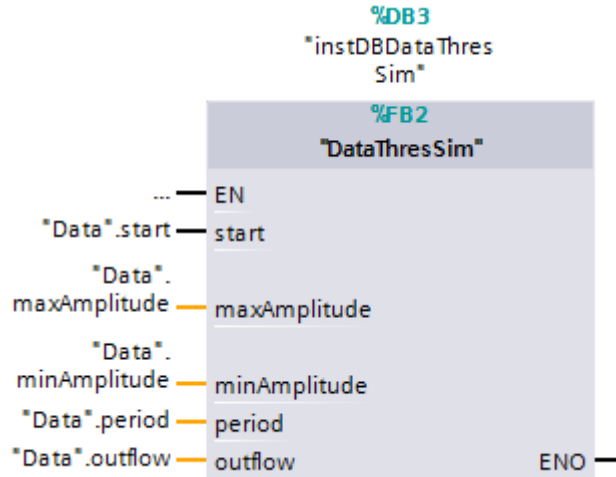 %DB3
"instDBDataThres
Sim"
%FB2
"DataThresSim"
... EN
"Data".start start
"Data".
maxAmplitude maxAmplitude
"Data".
minAmplitude minAmplitude
"Data".period period
"Data".outflow outflow ENO